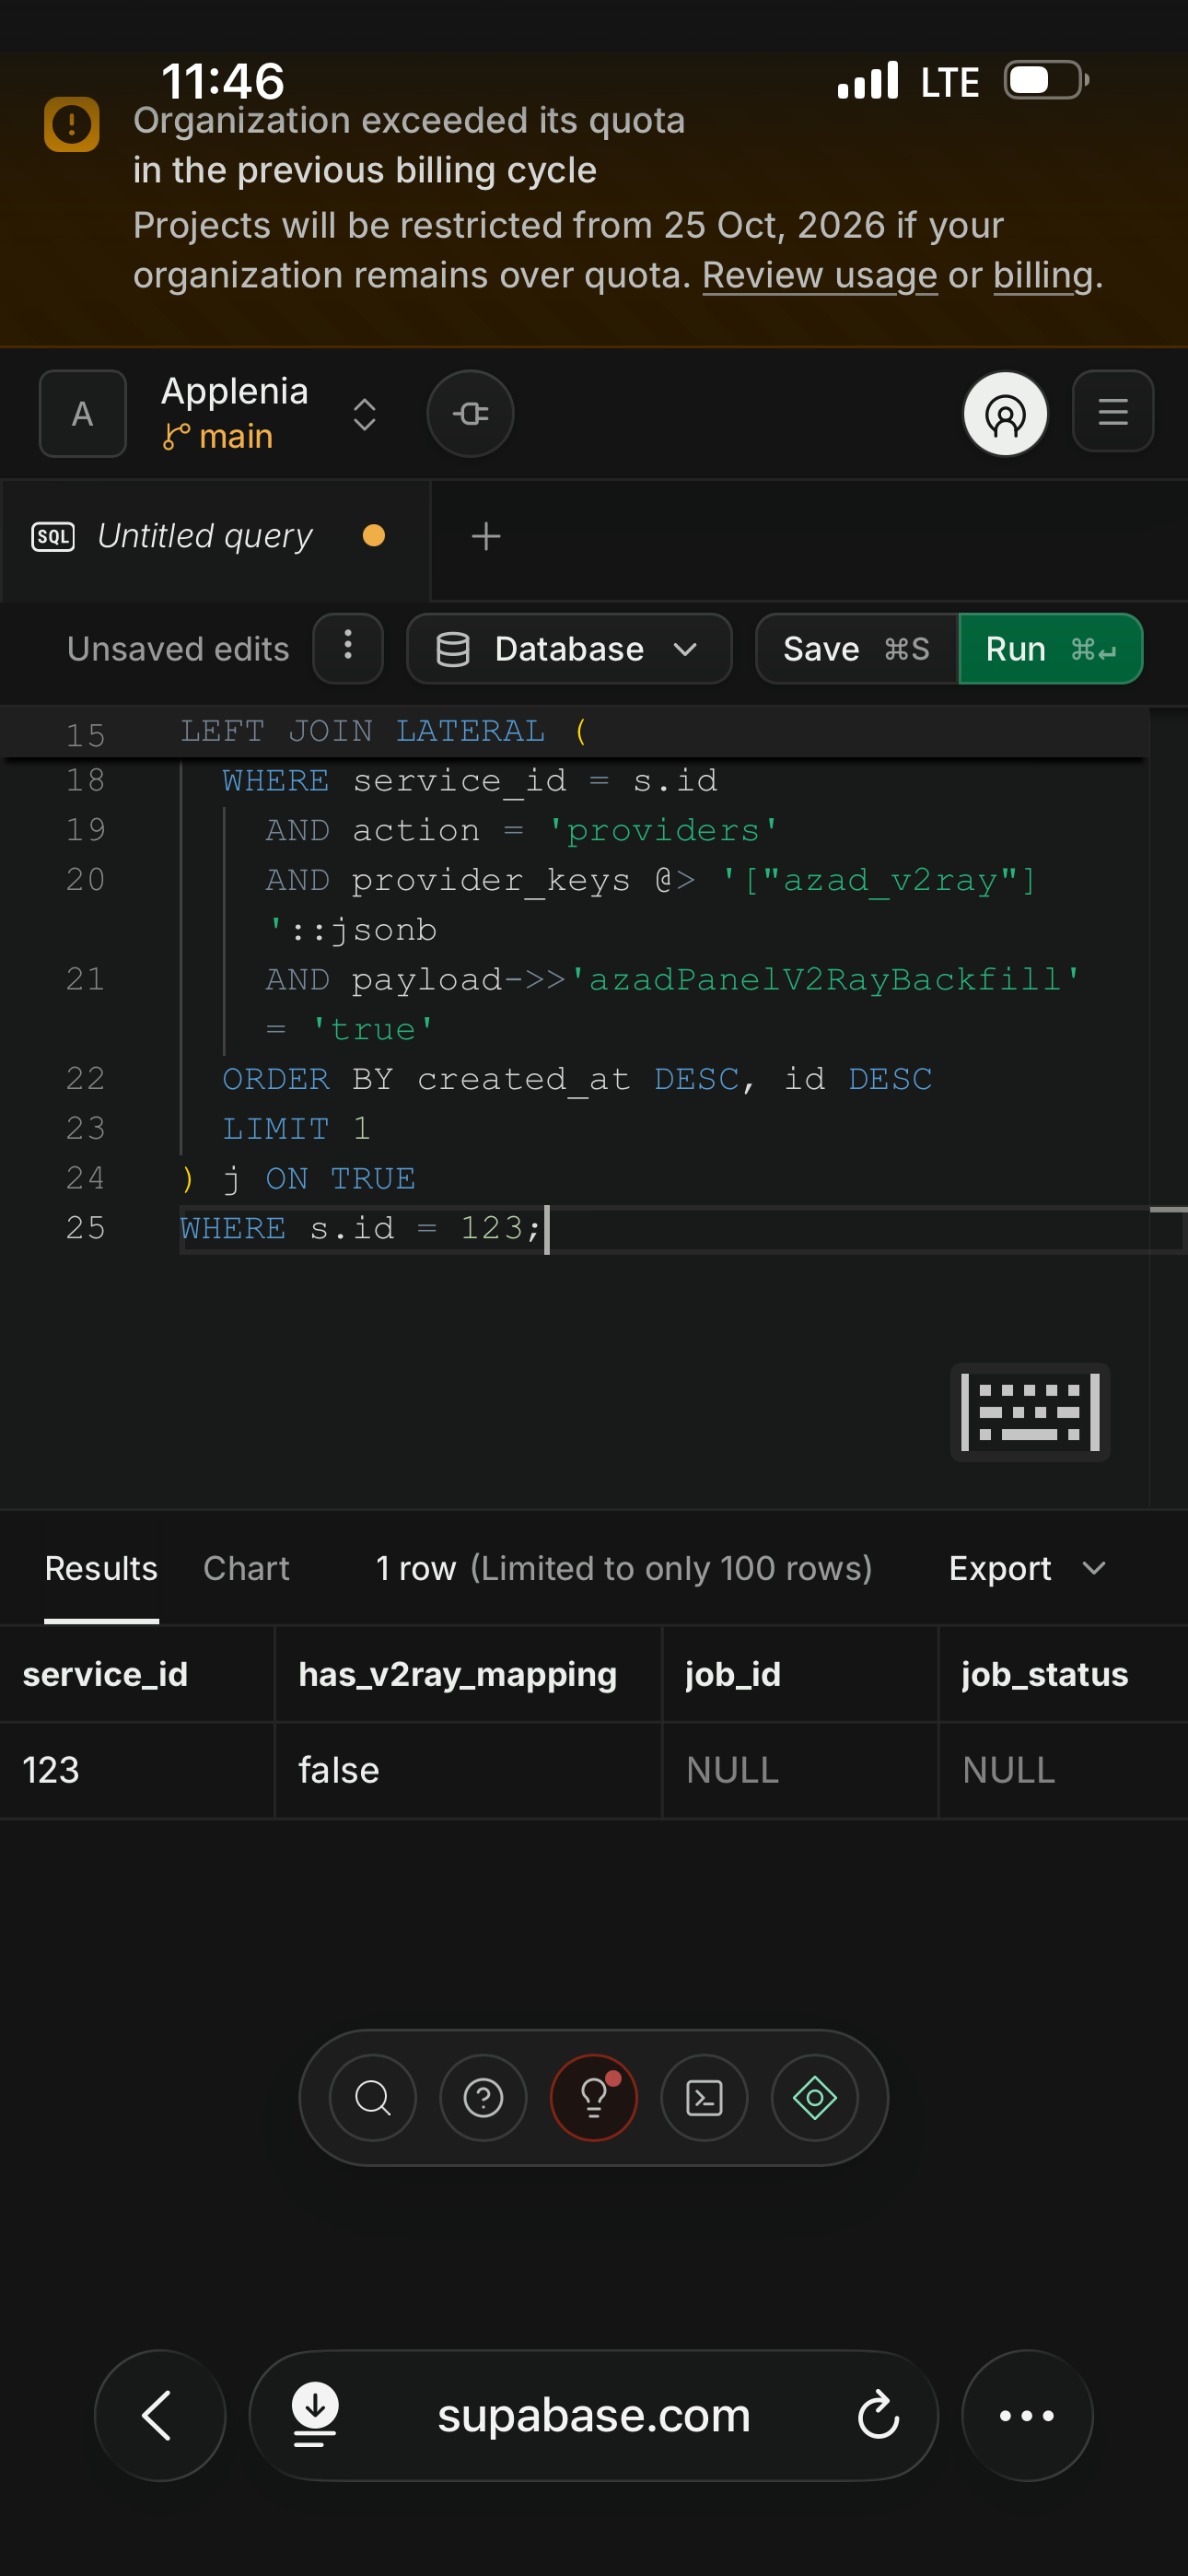 11:46
LTE
Organization exceeded its quota
in the previous billing cycle
Projects will be restricted from 25 Oct, 2026 if your
organization remains over quota. Review usage or billing.
A
Applenia
main
SQL Untitled query
Unsaved edits
Database
Save ⌘S
Run ⌘↵
15 LEFT JOIN LATERAL (
18 WHERE service_id = s.id
19 AND action = 'providers'
20 AND provider_keys @> '["azad_v2ray"]
'::jsonb
21 AND payload->>'azadPanelV2RayBackfill'
= 'true'
22 ORDER BY created_at DESC, id DESC
23 LIMIT 1
24 ) j ON TRUE
25 WHERE s.id = 123;
Results Chart 1 row (Limited to only 100 rows) Export
service_id has_v2ray_mapping job_id job_status
123 false NULL NULL
supabase.com